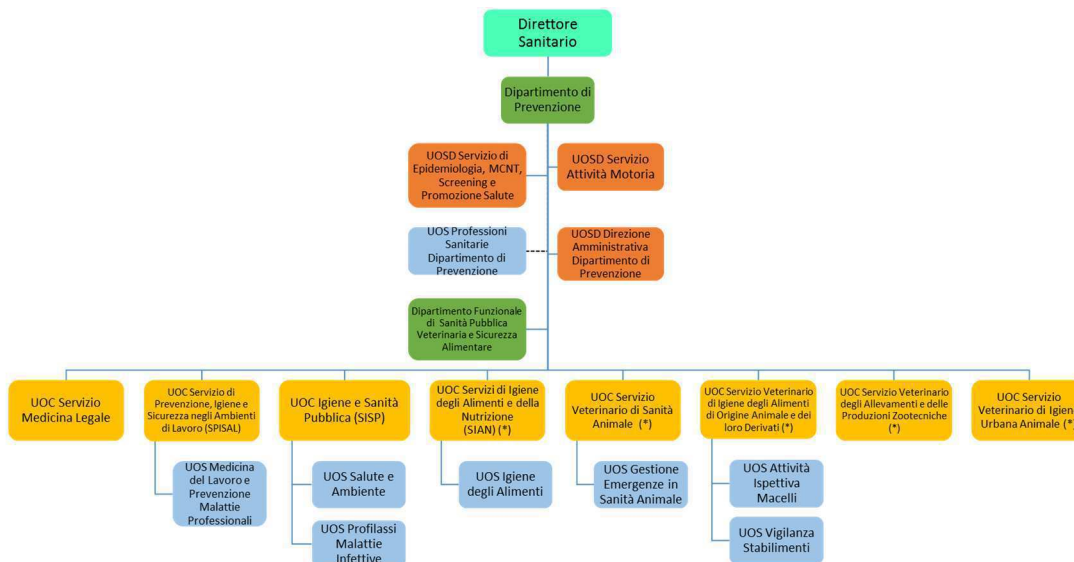 Direttore
Sanitario
Dipartimento di
Prevenzione
UOSD Servizio di
Epidemiologia, MCNT,
Screening e
Promozione Salute
UOSD Servizio
Attività Motoria
UOS Professioni
Sanitarie
Dipartimento di
Prevenzione
UOSD Direzione
Amministrativa
Dipartimento di
Prevenzione
Dipartimento Funzionale
di Sanità Pubblica
Veterinaria e Sicurezza
Alimentare
UOC Servizio
Medicina Legale
UOC Servizio di
Prevenzione, Igiene e
Sicurezza negli Ambienti
di Lavoro (SPISAL)
UOC Igiene e Sanità
Pubblica (SISP)
UOC Servizi di Igiene
degli Alimenti e della
Nutrizione
(SIAN) (*)
UOC Servizio
Veterinario di Sanità
Animale (*)
UOC Servizio Veterinario
di Igiene degli Alimenti
di Origine Animale e dei
loro Derivati (*)
UOC Servizio Veterinario
degli Allevamenti e delle
Produzioni Zootecniche
(*)
UOC Servizio
Veterinario di Igiene
Urbana Animale (*)
UOS Medicina
del Lavoro e
Prevenzione
Malattie
Professionali
UOS Salute e
Ambiente
UOS Igiene
degli Alimenti
UOS Gestione
Emergenze in
Sanità Animale
UOS Attività
Ispettiva
Macelli
UOS Profilassi
Malattie
Infettive
UOS Vigilanza
Stabilimenti